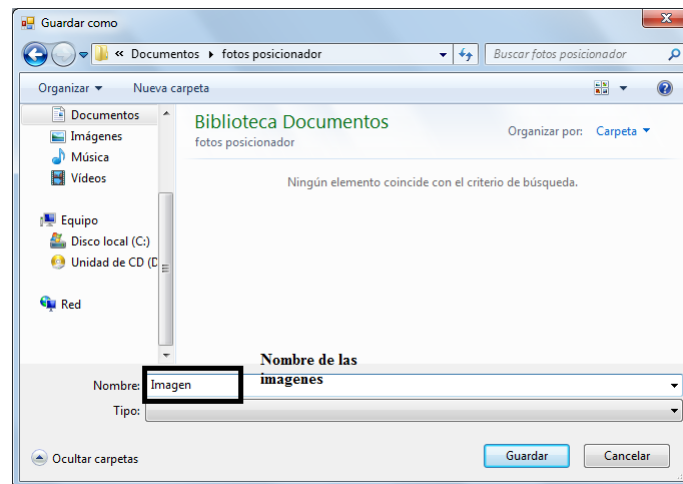 Guardar como
« Documentos ▸ fotos posicionador
Buscar fotos posicionador
Organizar ▾ Nueva carpeta
Documentos
Imágenes
Música
Vídeos
Equipo
Disco local (C:)
Unidad de CD (D
Red
Biblioteca Documentos
fotos posicionador
Organizar por: Carpeta ▾
Ningún elemento coincide con el criterio de búsqueda.
Nombre de las
imagenes
Nombre: Imagen
Tipo:
Ocultar carpetas
Guardar
Cancelar